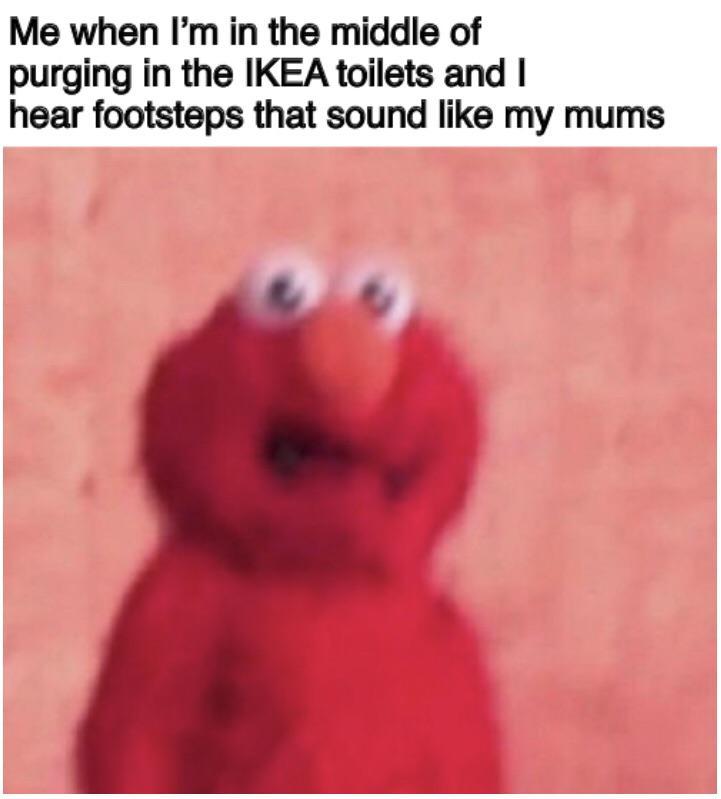 Me when I'm in the middle of
purging in the IKEA toilets and I
hear footsteps that sound like my mums